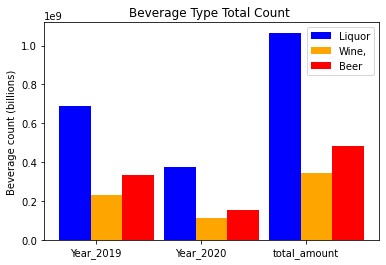 Beverage Type Total Count
1e9
Liquor
Wine,
Beer
Beverage count (billions)
1.0
0.8
0.6
0.4
0.2
0.0
Year_2019
Year_2020
total_amount